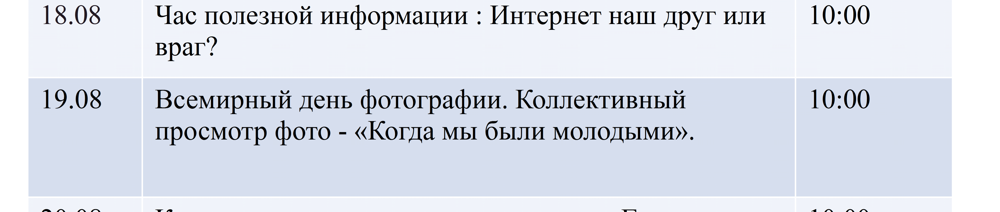 18.08 Час полезной информации : Интернет наш друг или 10:00
враг?
19.08 Всемирный день фотографии. Коллективный 10:00
просмотр фото - «Когда мы были молодыми».